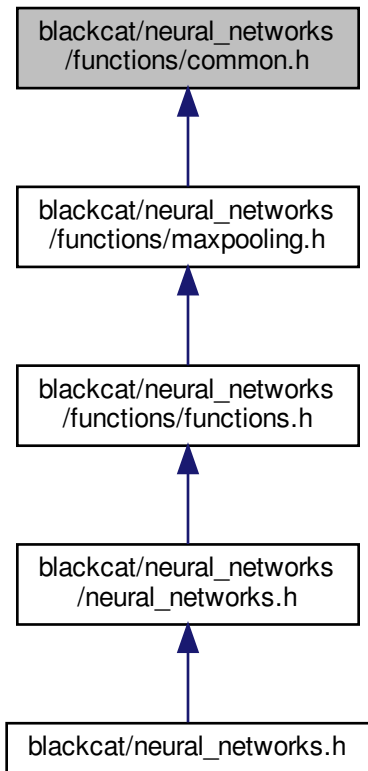 blackcat/neural_networks
/functions/common.h
blackcat/neural_networks
/functions/maxpooling.h
blackcat/neural_networks
/functions/functions.h
blackcat/neural_networks
/neural_networks.h
blackcat/neural_networks.h